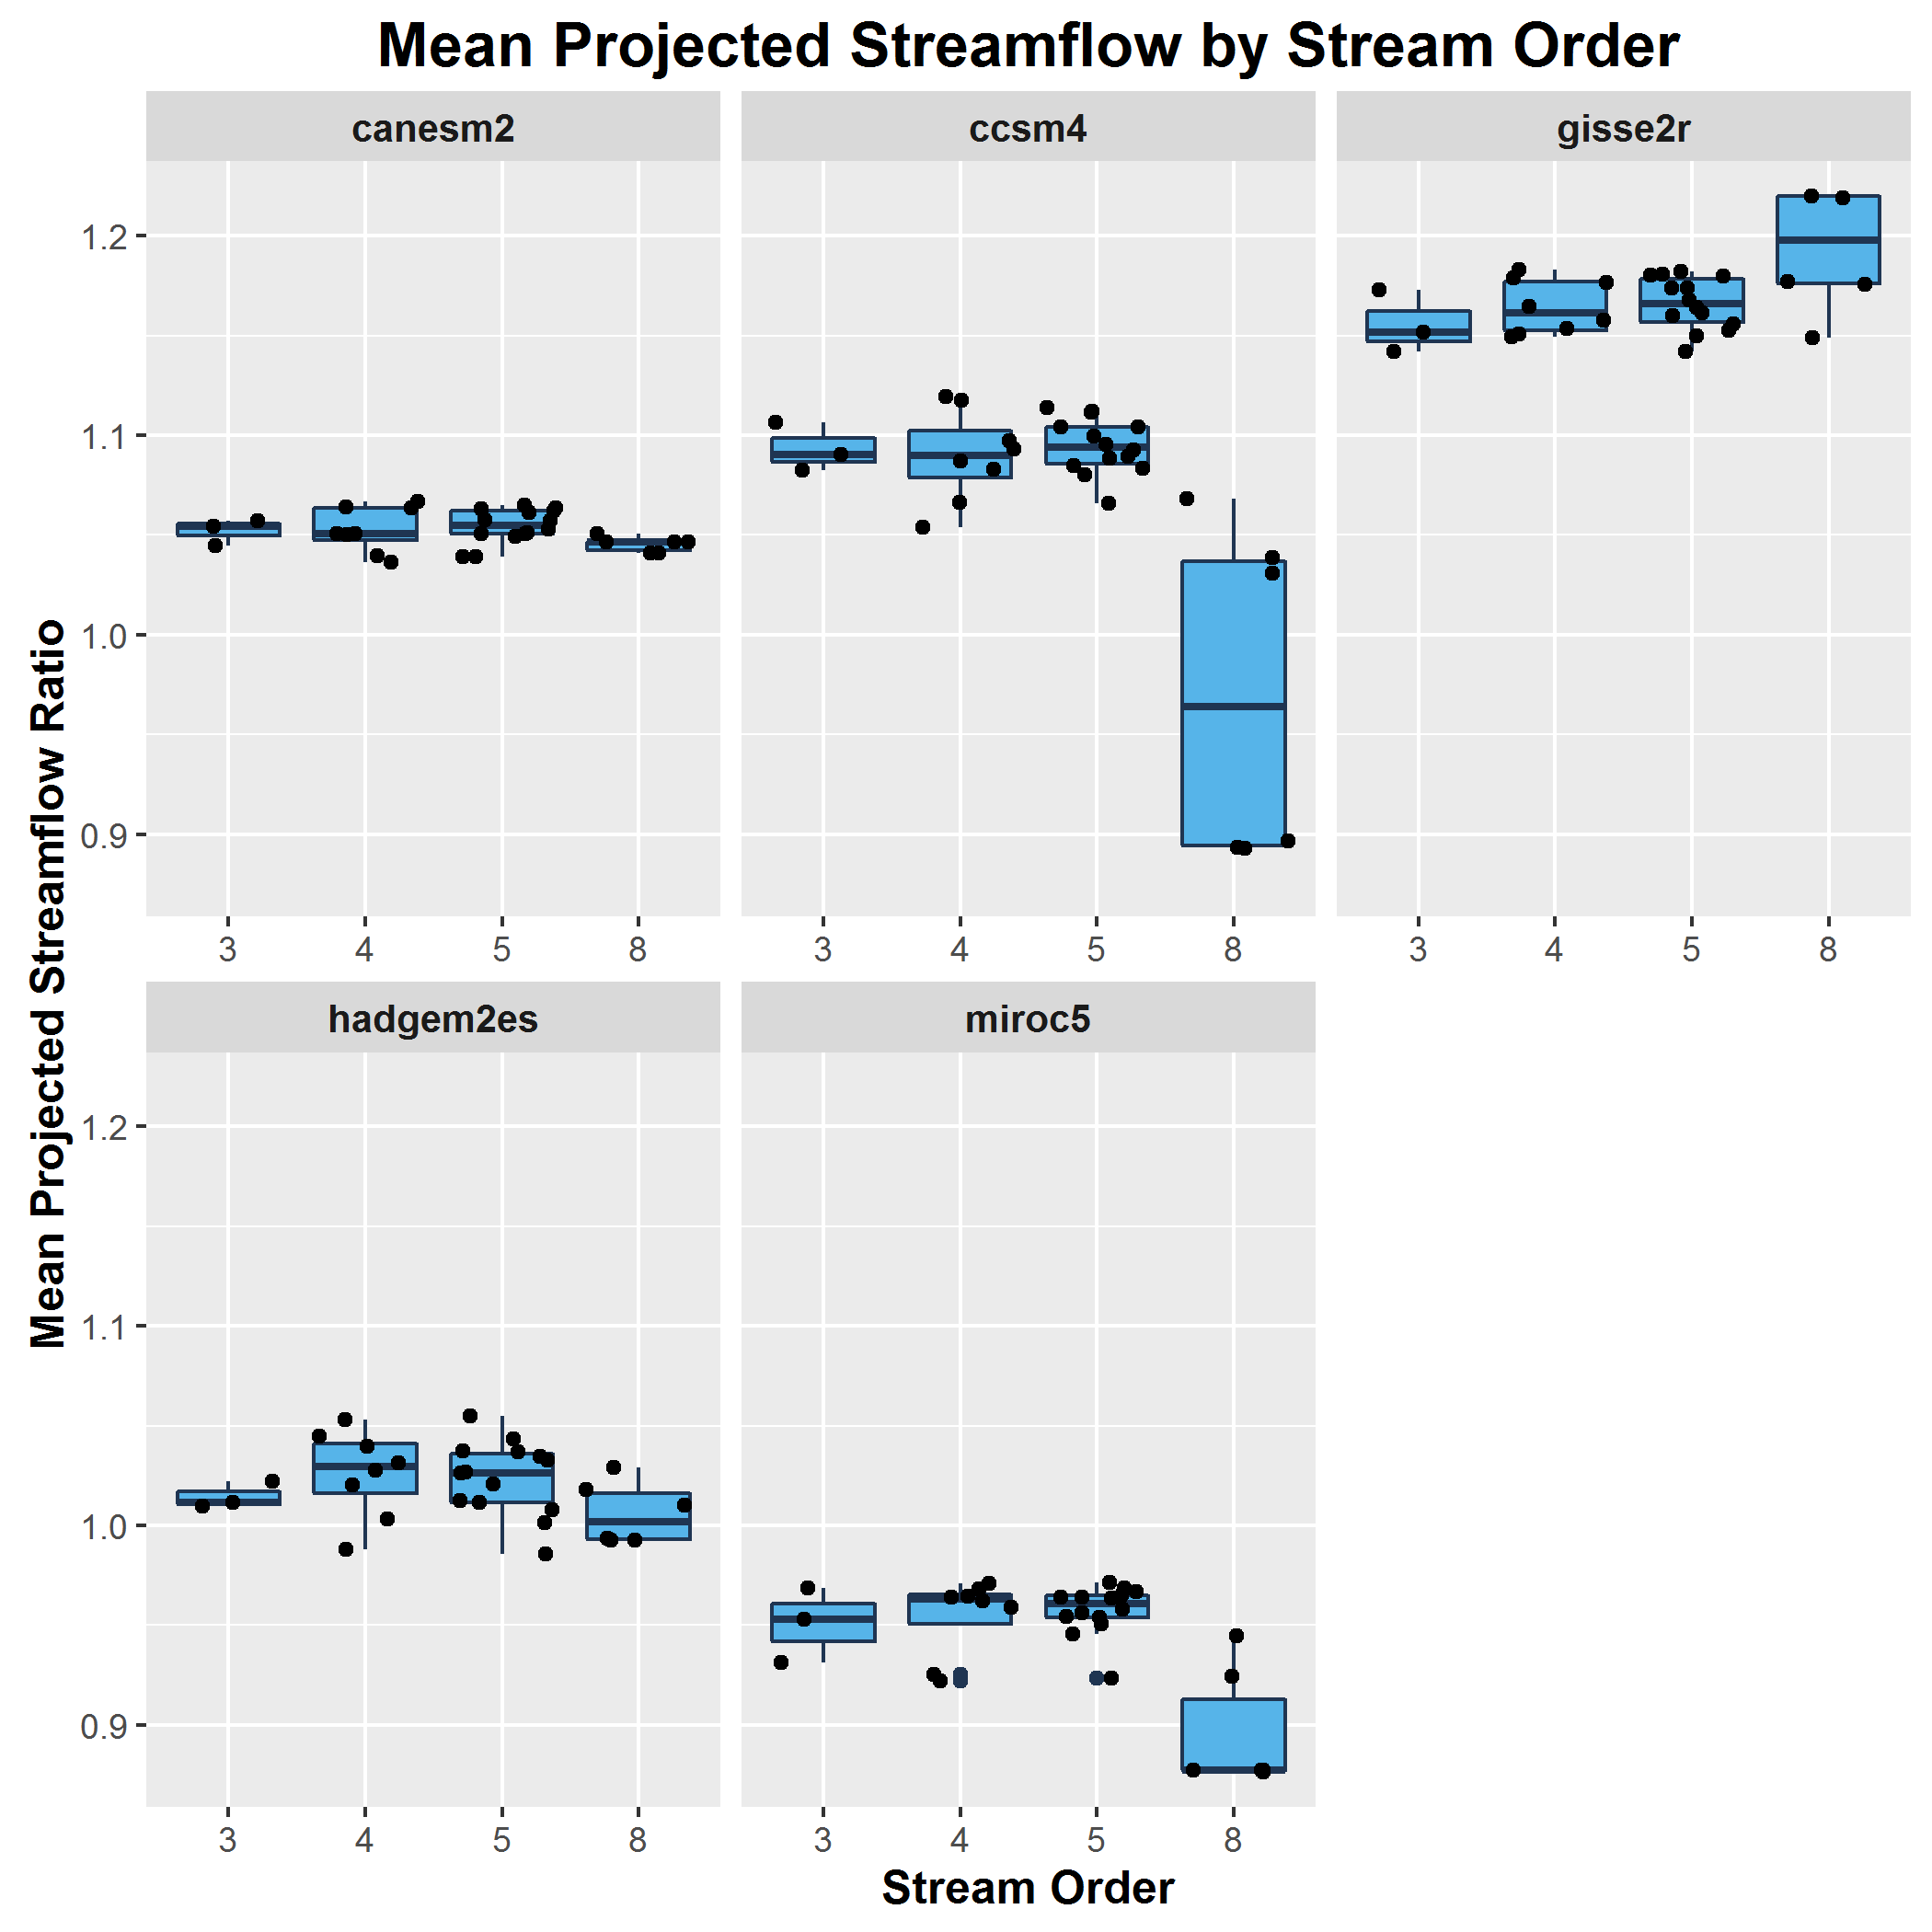 Mean Projected Streamflow by Stream Order
canesm2
ccsm4
gisse2r
Mean Projected Streamflow Ratio
1.2
1.1
1.0
0.9
3 4 5 8
3 4 5 8
3 4 5 8
hadgem2es
miroc5
1.2
1.1
1.0
0.9
3 4 5 8
3 4 5 8
Stream Order